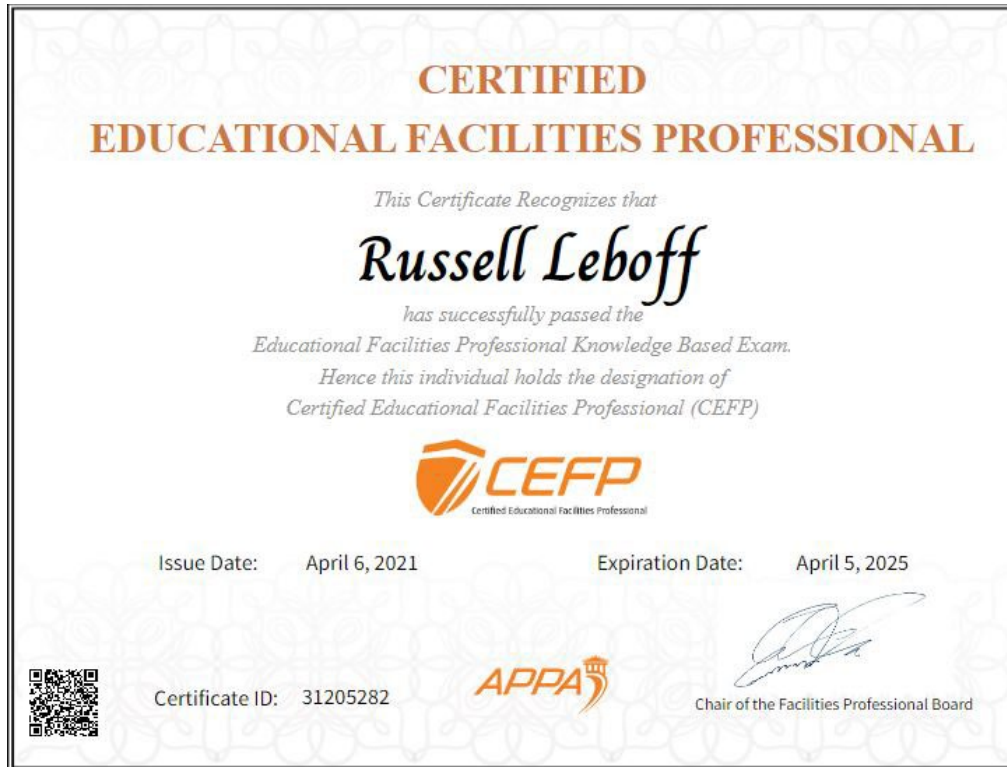 CERTIFIED
EDUCATIONAL FACILITIES PROFESSIONAL
This Certificate Recognizes that
Russell Leboff
has successfully passed the
Educational Facilities Professional Knowledge Based Exam.
Hence this individual holds the designation of
Certified Educational Facilities Professional (CEFP)
CEFP
Certified Educational Facilities Professional
Issue Date: April 6, 2021 Expiration Date: April 5, 2025
Certificate ID: 31205282
APPA
Chair of the Facilities Professional Board